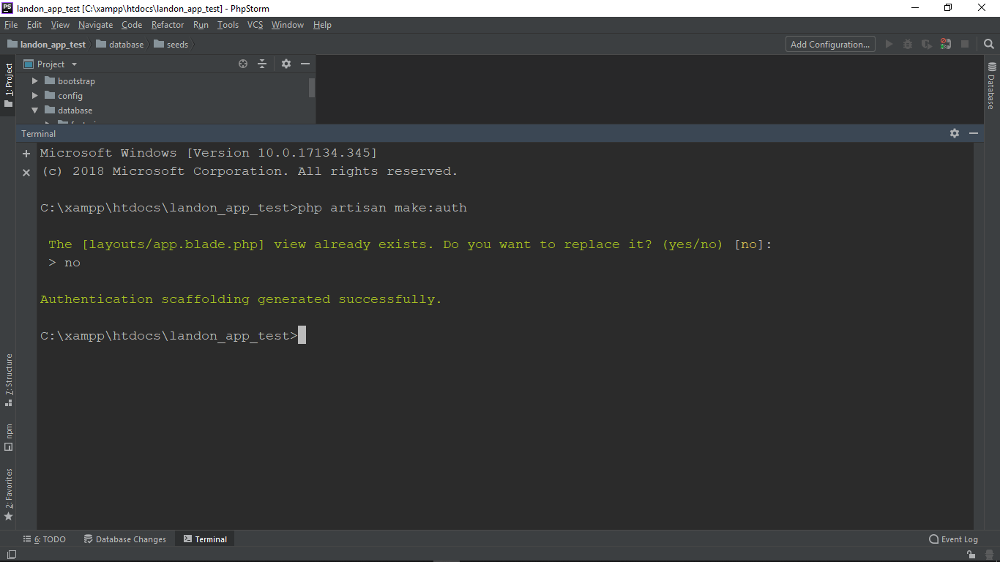 PS landon_app_test [C:\xampp\htdocs\landon_app_test] - PhpStorm
File Edit View Navigate Code Refactor Run Tools VCS Window Help
landon_app_test database seeds Add Configuration...
1: Project
Project
bootstrap
config
database
Database
Terminal
Microsoft Windows [Version 10.0.17134.345]
(c) 2018 Microsoft Corporation. All rights reserved.
C:\xampp\htdocs\landon_app_test>php artisan make:auth
The [layouts/app.blade.php] view already exists. Do you want to replace it? (yes/no) [no]:
> no
Authentication scaffolding generated successfully.
C:\xampp\htdocs\landon_app_test>
7: Structure
npm
2: Favorites
6: TODO Database Changes Terminal Event Log